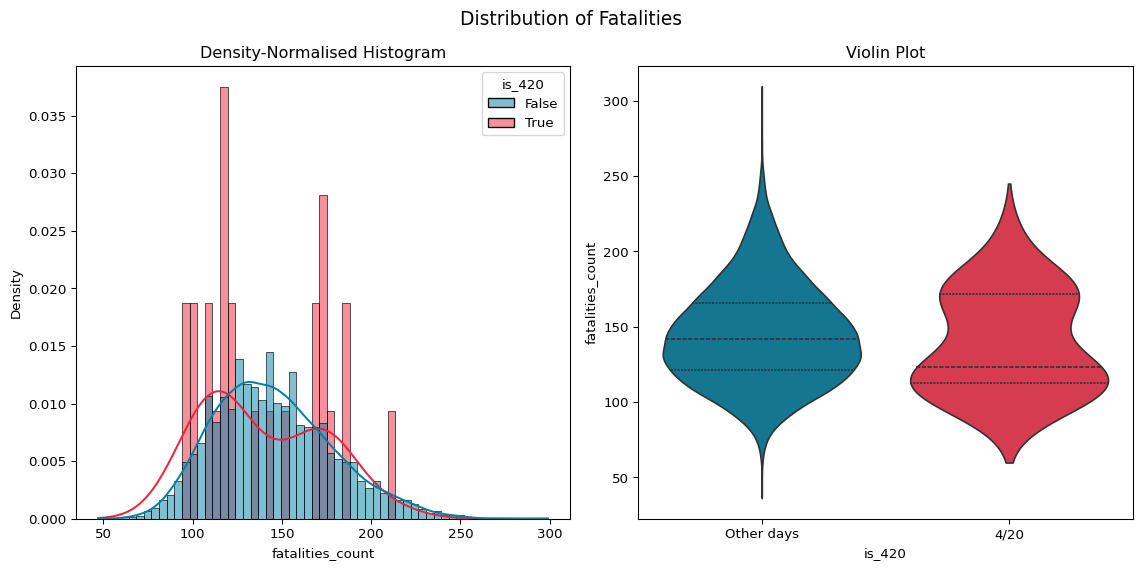 Distribution of Fatalities
Density-Normalised Histogram
Density
0.035
0.030
0.025
0.020
0.015
0.010
0.005
0.000
50 100 150 200 250 300
fatalities_count
is_420
False
True
Violin Plot
fatalities_count
300
250
200
150
100
50
Other days 4/20
is_420